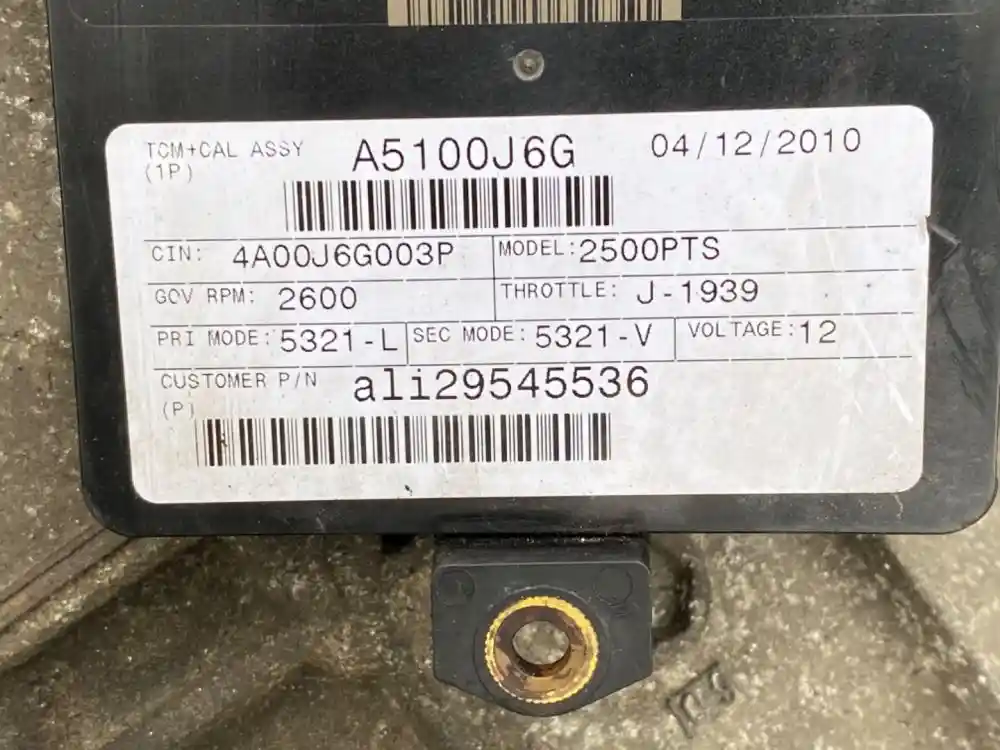 TCM+CAL ASSY A5100J6G 04/12/2010
(1P)
CIN: 4A00J6G003P MODEL: 2500PTS
GOV RPM: 2600 THROTTLE: J-1939
PRI MODE: 5321-L SEC MODE: 5321-V VOLTAGE: 12
CUSTOMER P/N ali29545536
(P)